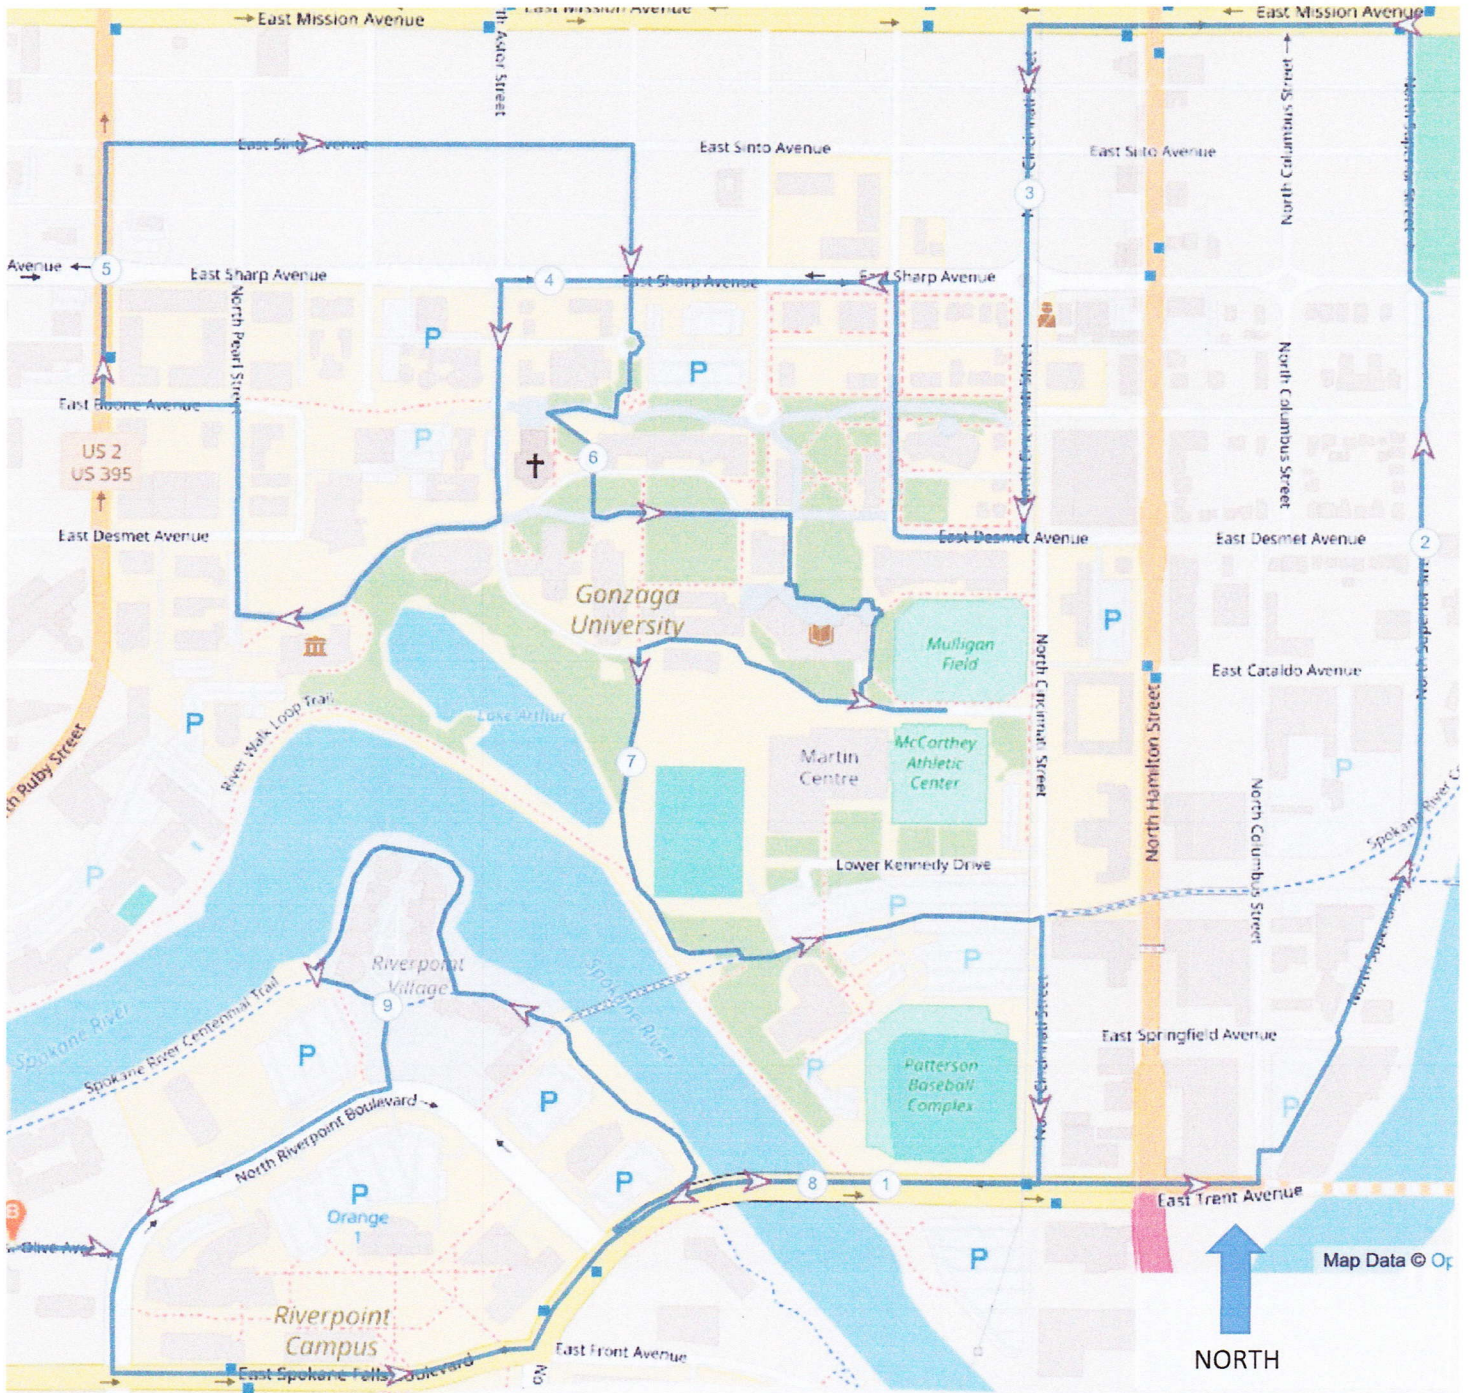 East Mission Avenue
East Mission Avenue
East Mission Avenue
North Columbus Street
East Sinto Avenue
East Sinto Avenue
East Sinto Avenue
3
Avenue
5
East Sharp Avenue
4
East Sharp Avenue
East Sharp Avenue
North Pearl Street
P
P
North Columbus Street
East Boone Avenue
P
US 2
US 395
6
East Desmet Avenue
East Desmet Avenue
East Desmet Avenue
2
Gonzaga
University
P
Mulligan
Field
North Cincinnati Street
East Cataldo Avenue
River Walk Loop Trail
P
Lake Arthur
North Hamilton Street
7
Martin
Centre
McCarthey
Athletic
Center
P
North Columbus Street
Lower Kennedy Drive
P
P
Riverpoint
Village
P
9
Spokane River
Spokane River
Spokane River Centennial Trail
P
East Springfield Avenue
P
Patterson
Baseball
Complex
P
P
North Riverpoint Boulevard
P
8
1
P
Orange
1
East Trent Avenue
B
P
Map Data ©
Riverpoint
Campus
East Front Avenue
East Spokane Falls Boulevard
NORTH